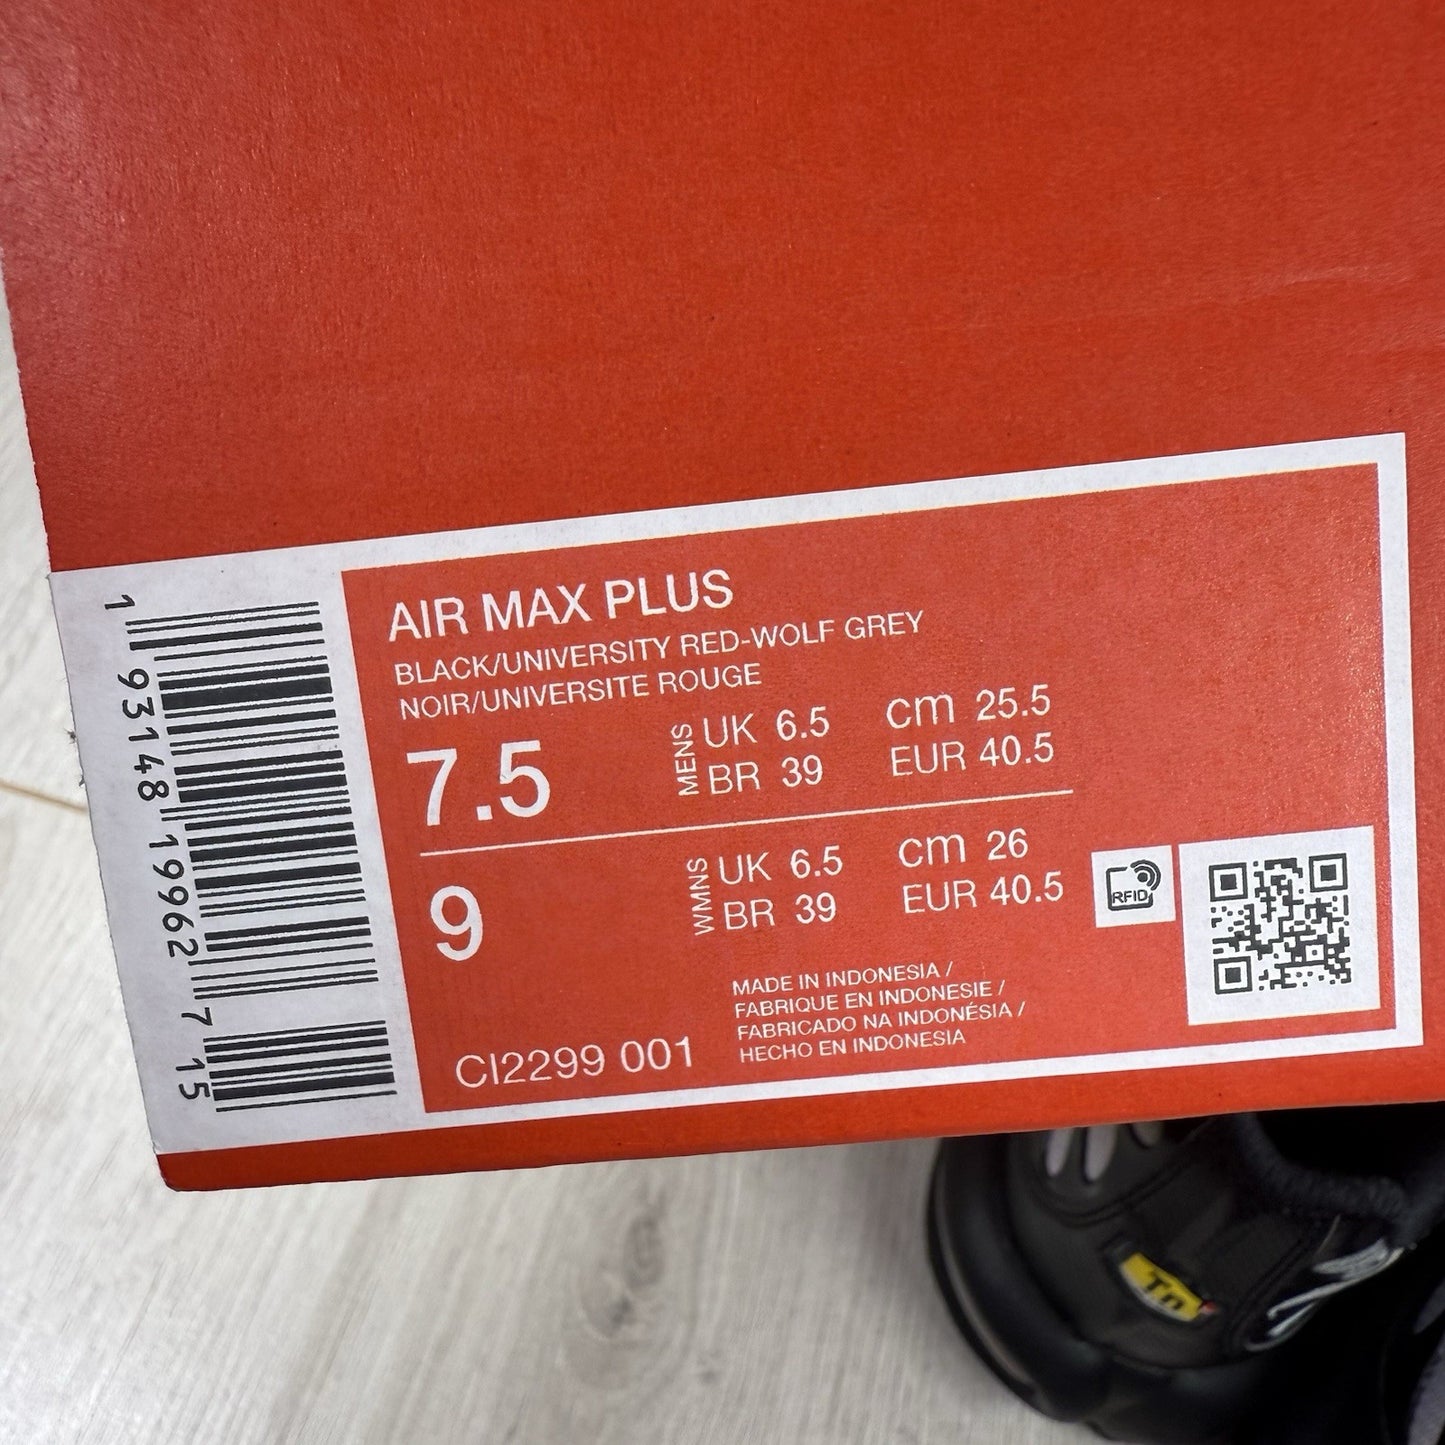 AIR MAX PLUS
BLACK/UNIVERSITY RED-WOLF GREY
NOIR/UNIVERSITE ROUGE
7.5
MENS
UK 6.5 cm 25.5
BR 39 EUR 40.5
9
WMNS
UK 6.5 cm 26
BR 39 EUR 40.5
RFID
MADE IN INDONESIA /
FABRIQUE EN INDONESIE /
FABRICADO NA INDONÉSIA /
HECHO EN INDONESIA
CI2299 001
1 93148 19962 7 15
Tn